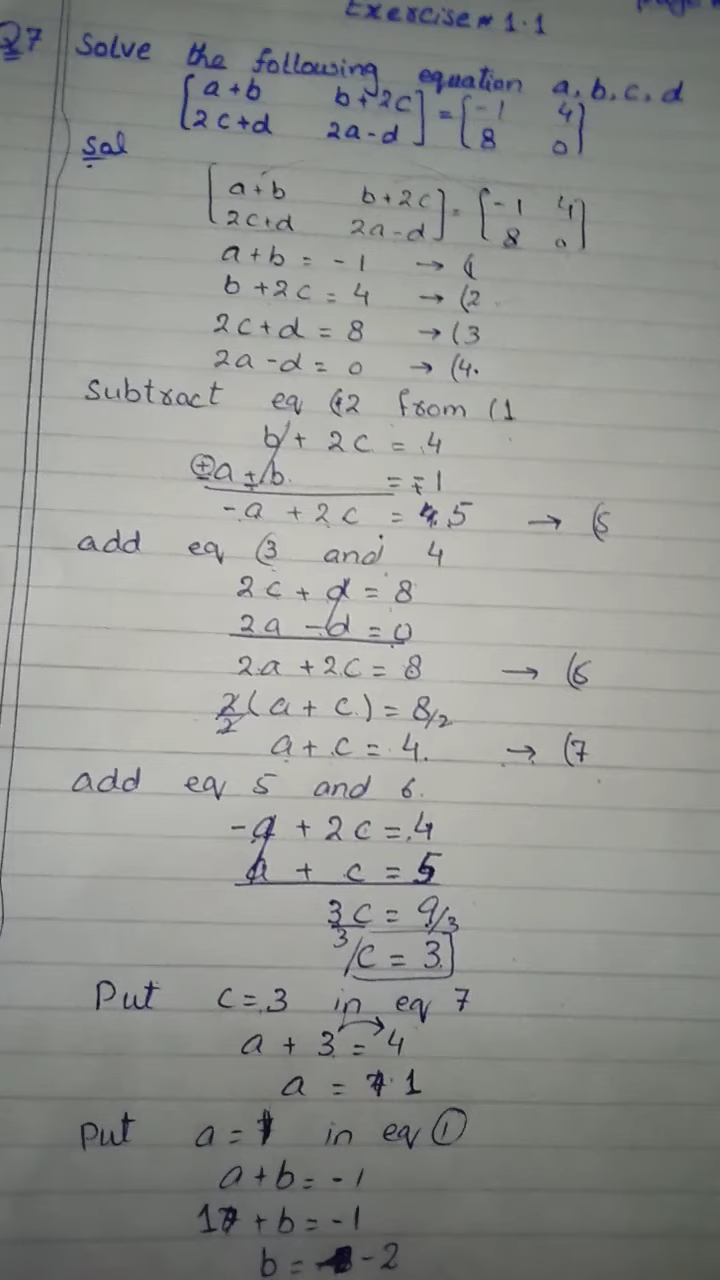 Exercise № 1.1
Q7 Solve the following equation a, b, c, d
[a+b b+2c] = [-1 4]
[2c+d 2a-d] [8 0]
Sol
[a+b b+2c] = [-1 4]
[2c+d 2a-d] [8 0]
a+b = -1 → (1
b+2c = 4 → (2
2c+d = 8 → (3
2a-d = 0 → (4.
Subtract eq (2 from (1
b + 2c = 4
±a ± b = ∓1
-a + 2c = 5 → (5
add eq (3 and 4
2c + d = 8
2a - d = 0
2a + 2c = 8 → (6
2/2 (a + c) = 8/2
a + c = 4. → (7
add eq 5 and 6.
-a + 2c = 4
a + c = 5
3c/3 = 9/3
c = 3
Put c = 3 in eq 7
a + 3 = 4
a = 1
Put a = 1 in eq ①
a+b = -1
1 + b = -1
b = -2